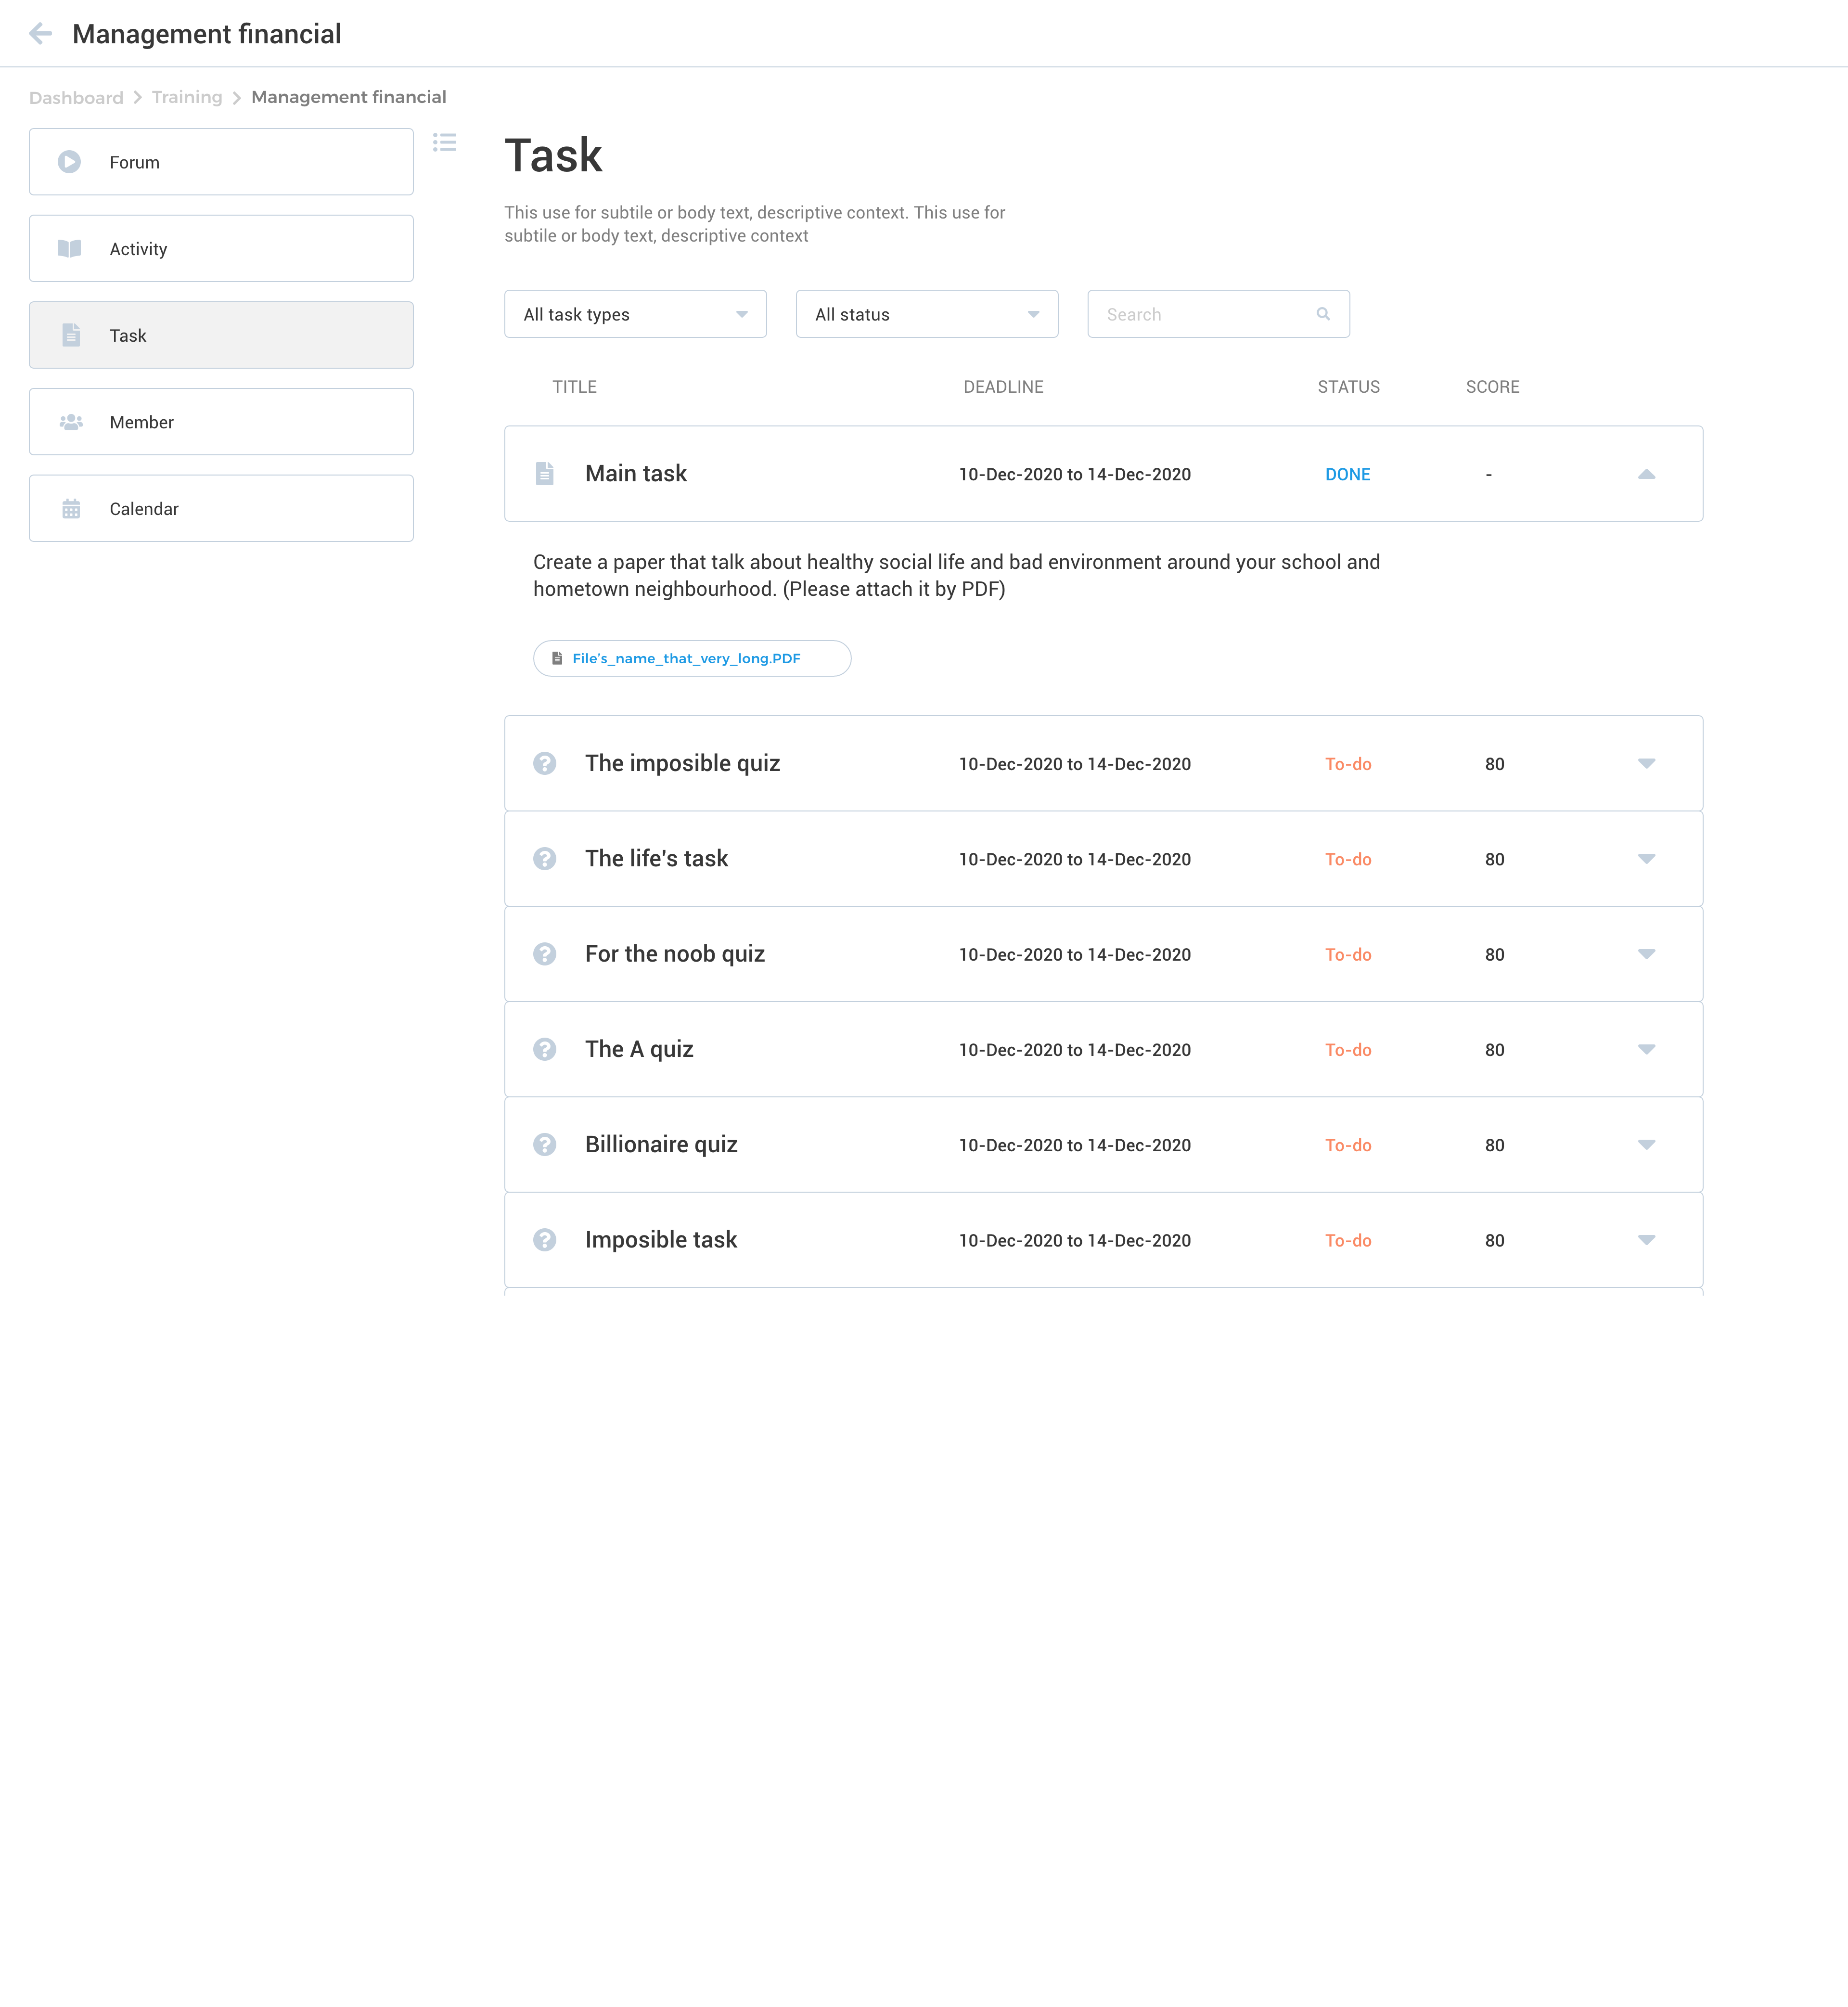 Management financial
Dashboard Training Management financial
Forum
Activity
Task
Member
Calendar
Task
This use for subtile or body text, descriptive context. This use for
subtile or body text, descriptive context
All task types All status Search
TITLE DEADLINE STATUS SCORE
Main task 10-Dec-2020 to 14-Dec-2020 DONE -
Create a paper that talk about healthy social life and bad environment around your school and
hometown neighbourhood. (Please attach it by PDF)
File's_name_that_very_long.PDF
The imposible quiz 10-Dec-2020 to 14-Dec-2020 To-do 80
The life's task 10-Dec-2020 to 14-Dec-2020 To-do 80
For the noob quiz 10-Dec-2020 to 14-Dec-2020 To-do 80
The A quiz 10-Dec-2020 to 14-Dec-2020 To-do 80
Billionaire quiz 10-Dec-2020 to 14-Dec-2020 To-do 80
Imposible task 10-Dec-2020 to 14-Dec-2020 To-do 80